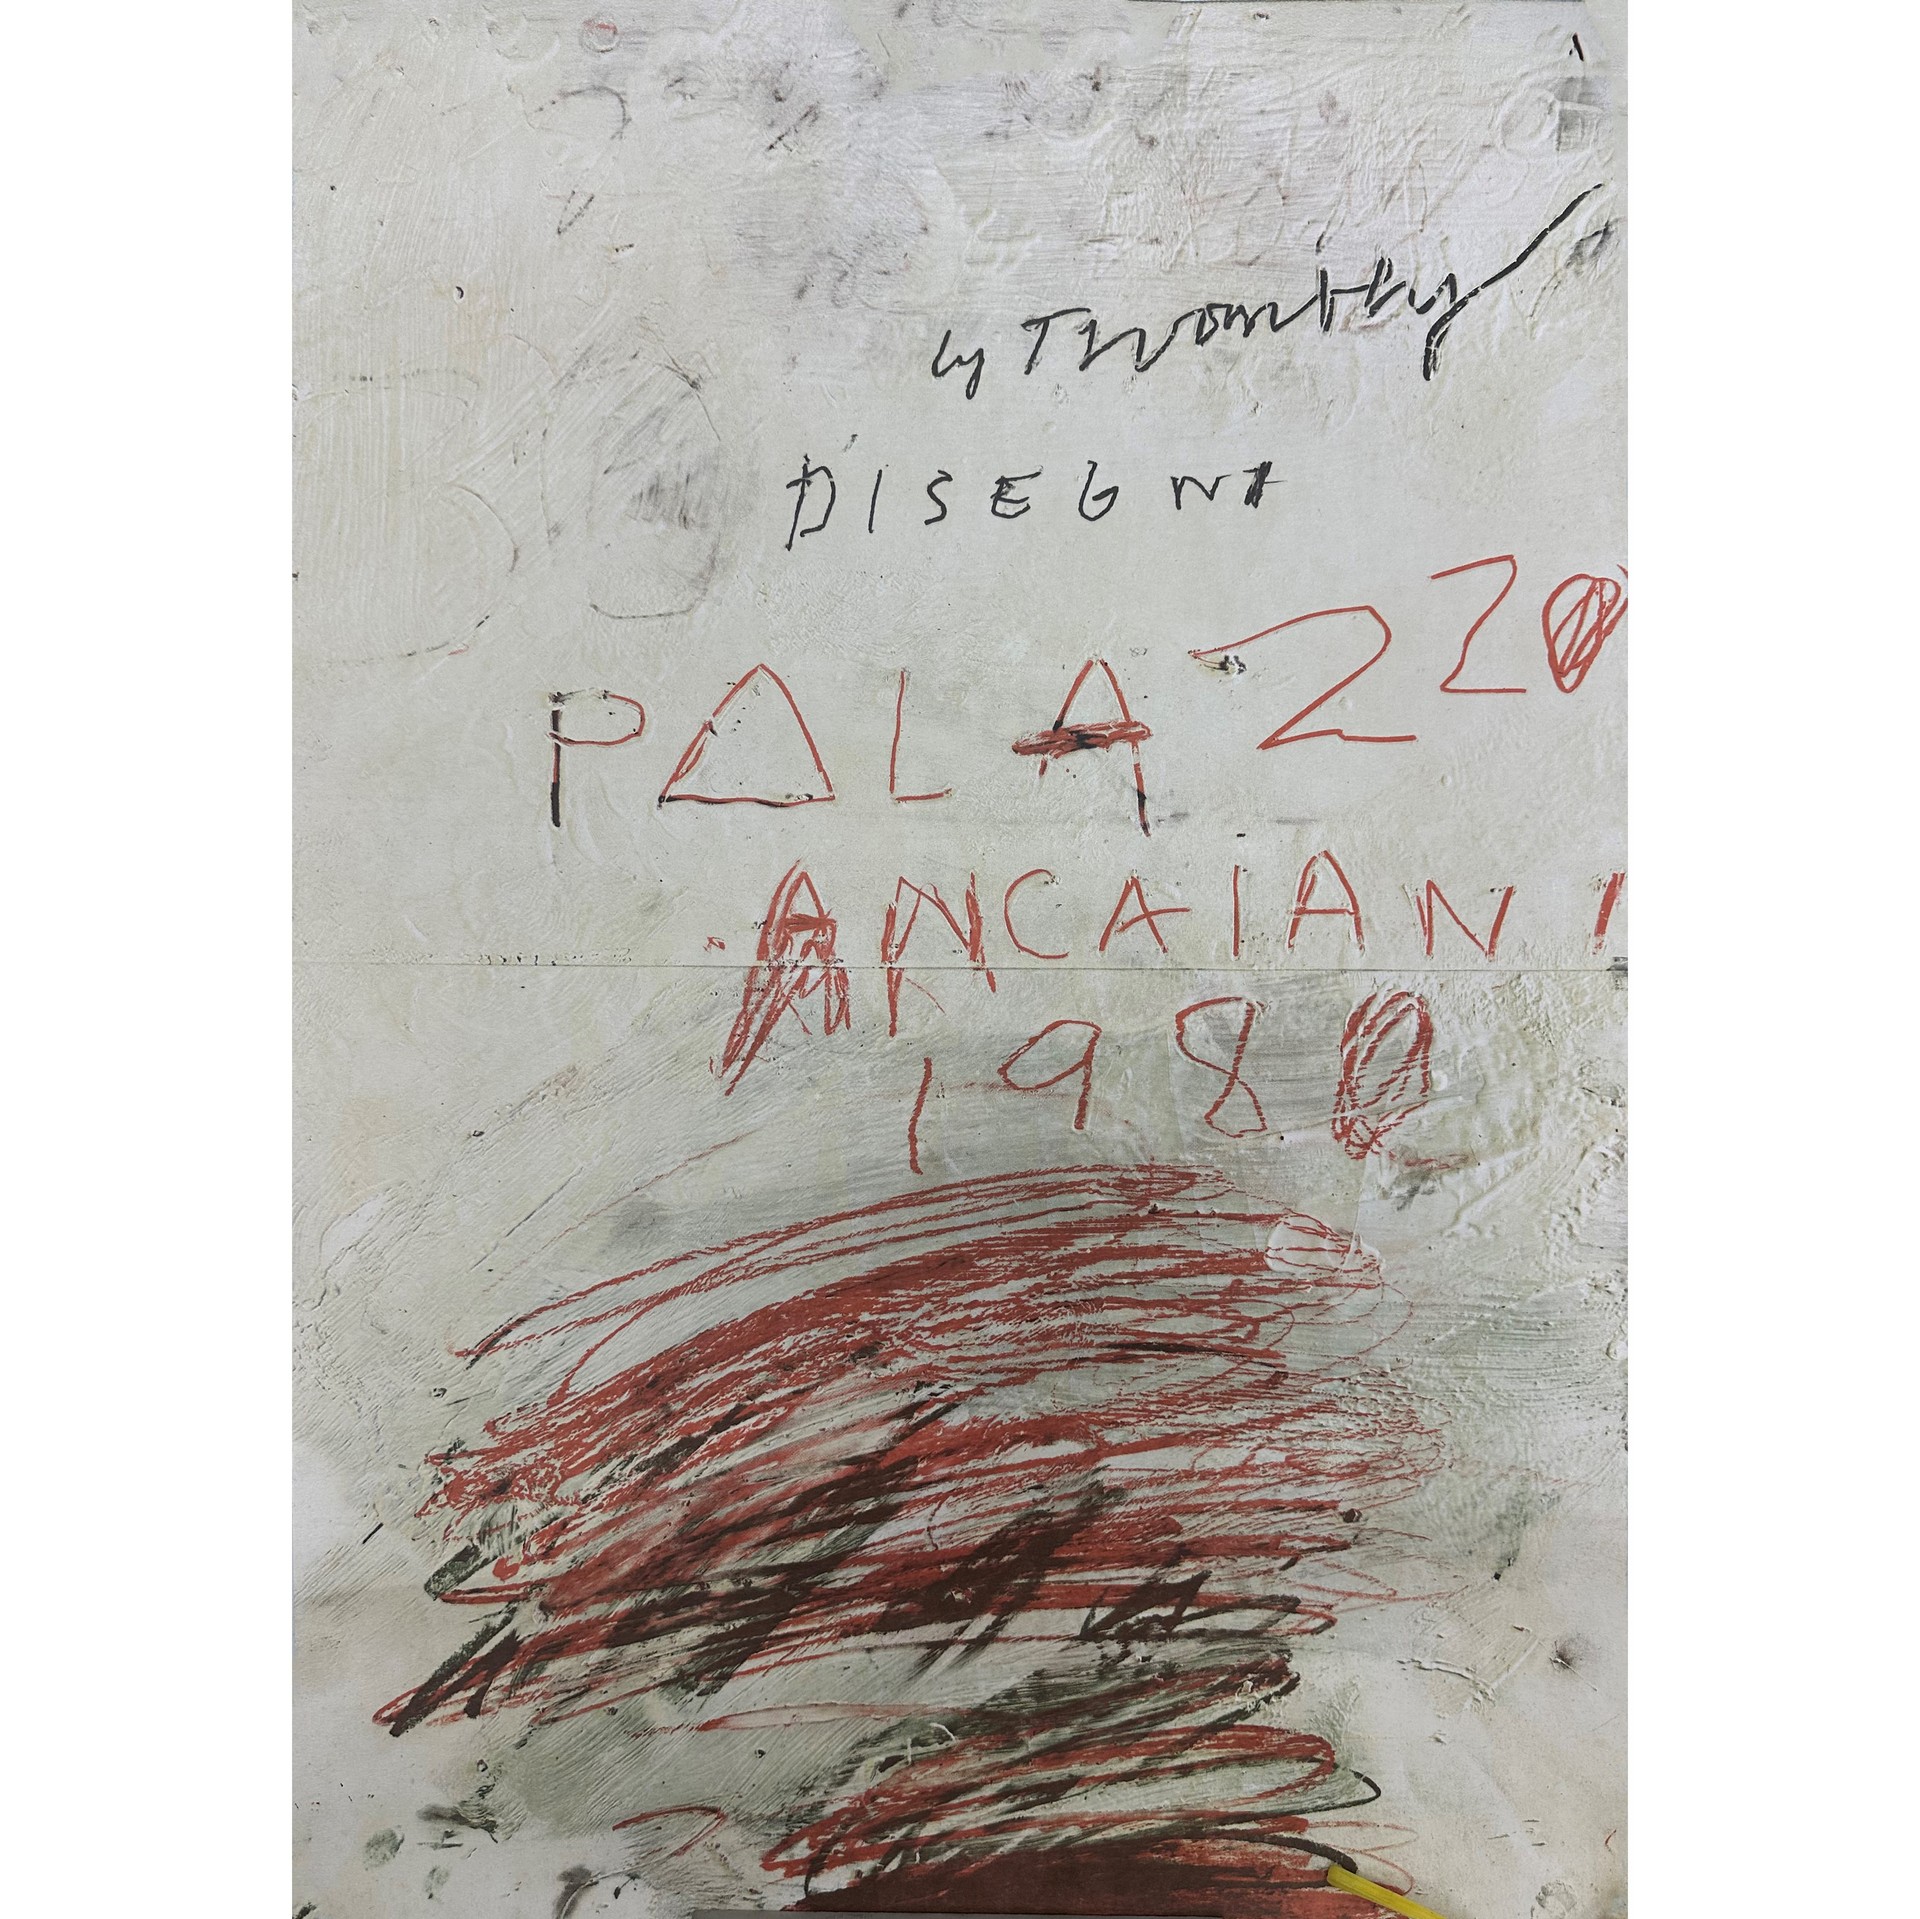 Cy Twombly
DISEGNI
PALAZZO
ANCAIANI
1980